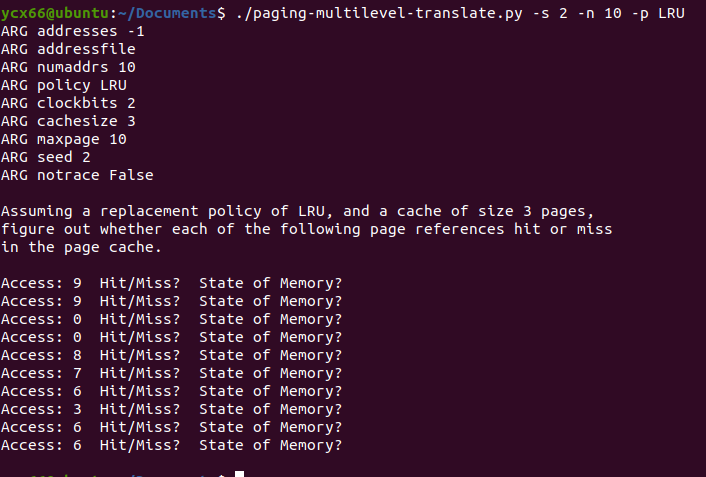 ycx66@ubuntu:~/Documents$ ./paging-multilevel-translate.py -s 2 -n 10 -p LRU
ARG addresses -1
ARG addressfile
ARG numaddrs 10
ARG policy LRU
ARG clockbits 2
ARG cachesize 3
ARG maxpage 10
ARG seed 2
ARG notrace False

Assuming a replacement policy of LRU, and a cache of size 3 pages,
figure out whether each of the following page references hit or miss
in the page cache.

Access: 9  Hit/Miss?  State of Memory?
Access: 9  Hit/Miss?  State of Memory?
Access: 0  Hit/Miss?  State of Memory?
Access: 0  Hit/Miss?  State of Memory?
Access: 8  Hit/Miss?  State of Memory?
Access: 7  Hit/Miss?  State of Memory?
Access: 6  Hit/Miss?  State of Memory?
Access: 3  Hit/Miss?  State of Memory?
Access: 6  Hit/Miss?  State of Memory?
Access: 6  Hit/Miss?  State of Memory?